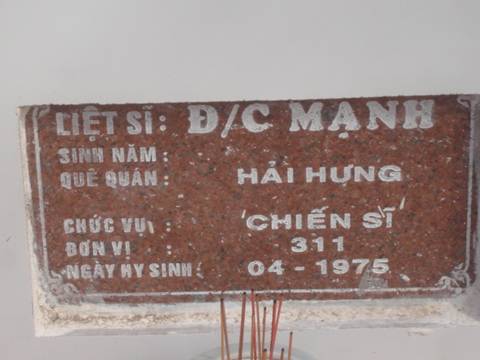 LIỆT SĨ: Đ/C MẠNH
SINH NĂM :
QUÊ QUÁN : HẢI HƯNG
CHỨC VỤ : CHIẾN SĨ
ĐƠN VỊ : 311
NGÀY HY SINH: 04-1975